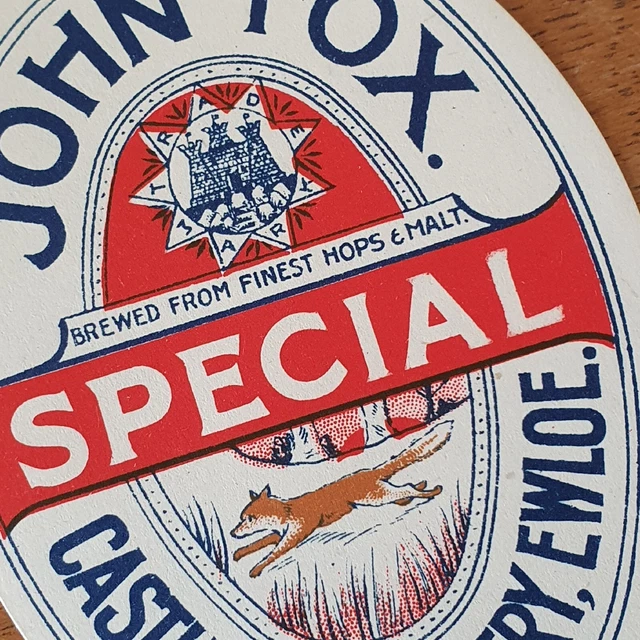 JOHN FOX.
TRADE
MARK
BREWED FROM FINEST HOPS & MALT.
SPECIAL
EWLOE.